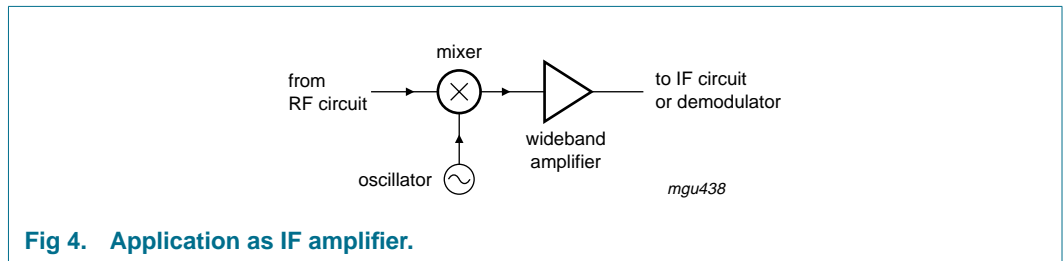 mixer
from
RF circuit
to IF circuit
or demodulator
wideband
amplifier
oscillator
mgu438
Fig 4. Application as IF amplifier.